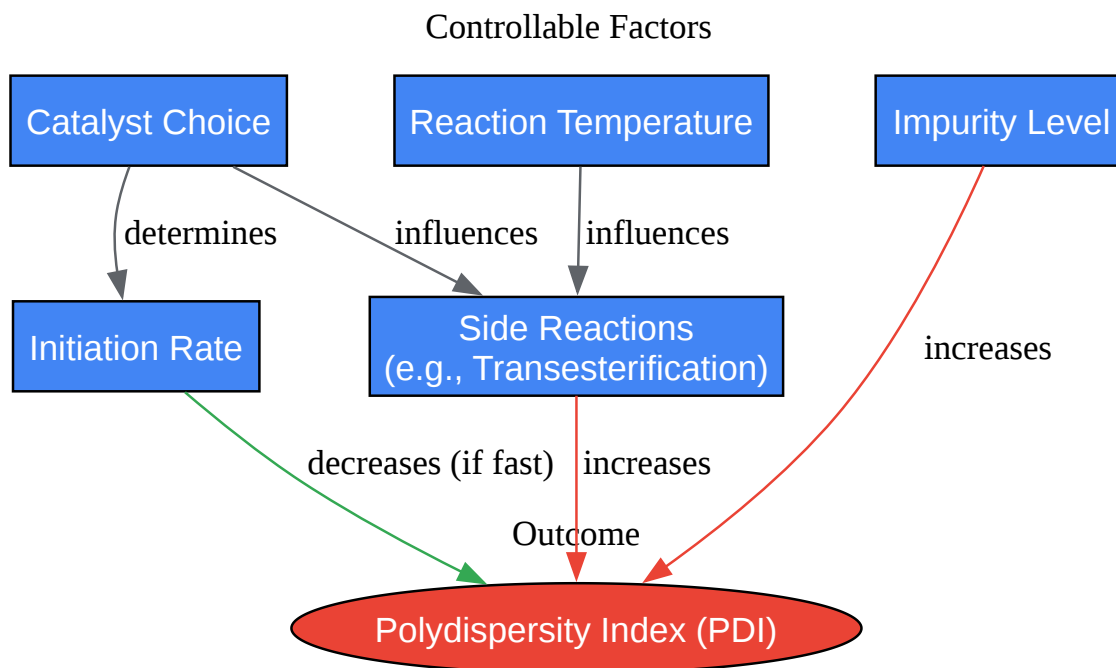 Controllable Factors
Catalyst Choice
Reaction Temperature
Impurity Level
determines
influences
influences
Initiation Rate
Side Reactions
(e.g., Transesterification)
increases
decreases (if fast)
increases
Outcome
Polydispersity Index (PDI)